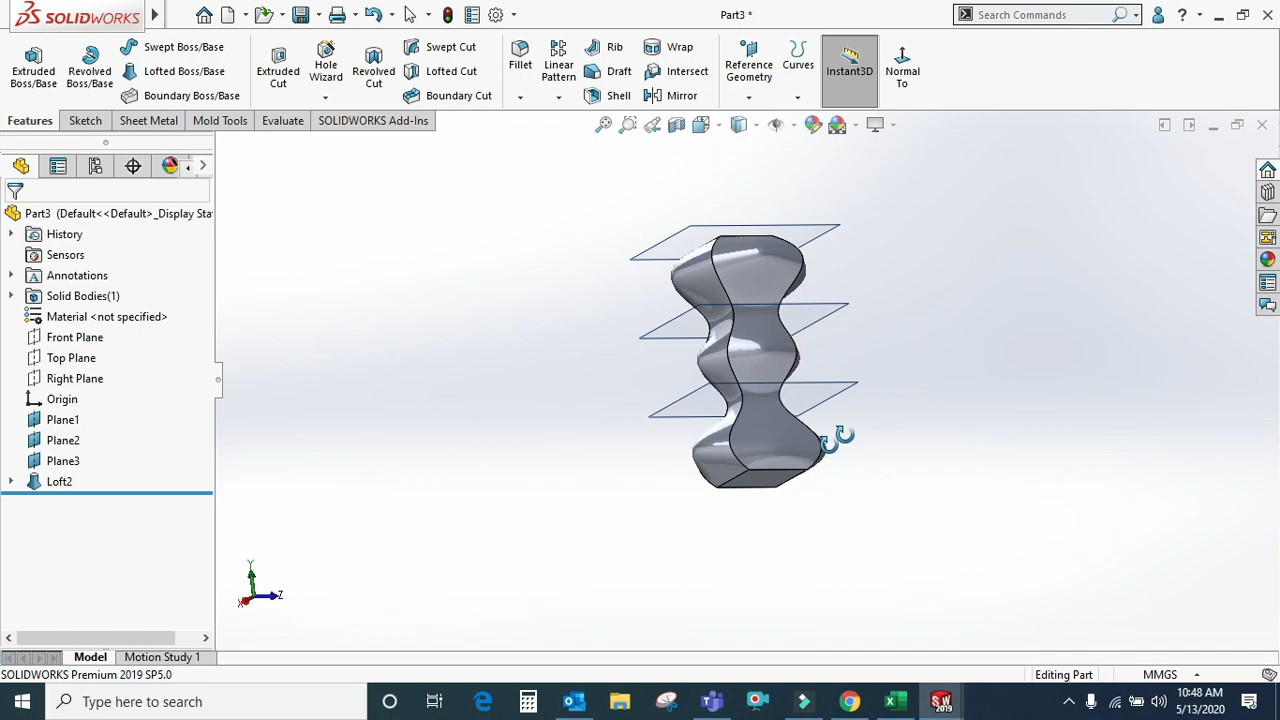 SOLIDWORKS
Part3 *
Search Commands
Extruded Boss/Base
Revolved Boss/Base
Swept Boss/Base
Lofted Boss/Base
Boundary Boss/Base
Extruded Cut
Hole Wizard
Revolved Cut
Swept Cut
Lofted Cut
Boundary Cut
Fillet
Linear Pattern
Rib
Draft
Shell
Wrap
Intersect
Mirror
Reference Geometry
Curves
Instant3D
Normal To
Features
Sketch
Sheet Metal
Mold Tools
Evaluate
SOLIDWORKS Add-Ins
Part3 (Default<<Default>_Display Sta
History
Sensors
Annotations
Solid Bodies(1)
Material <not specified>
Front Plane
Top Plane
Right Plane
Origin
Plane1
Plane2
Plane3
Loft2
Y
X
Z
Model
Motion Study 1
SOLIDWORKS Premium 2019 SP5.0
Editing Part
MMGS
Type here to search
SW
2019
10:48 AM
5/13/2020